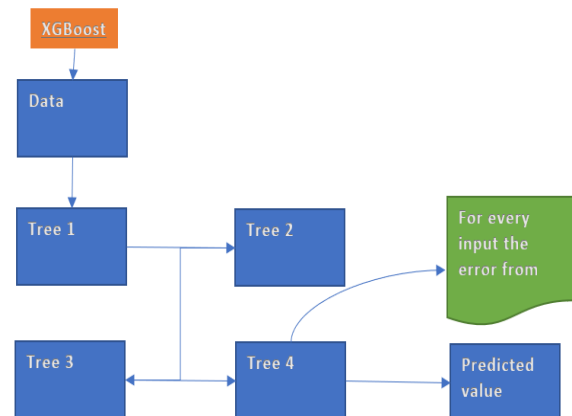 XGBoost
Data
Tree 1
Tree 2
For every
input the
error from
Tree 3
Tree 4
Predicted
value